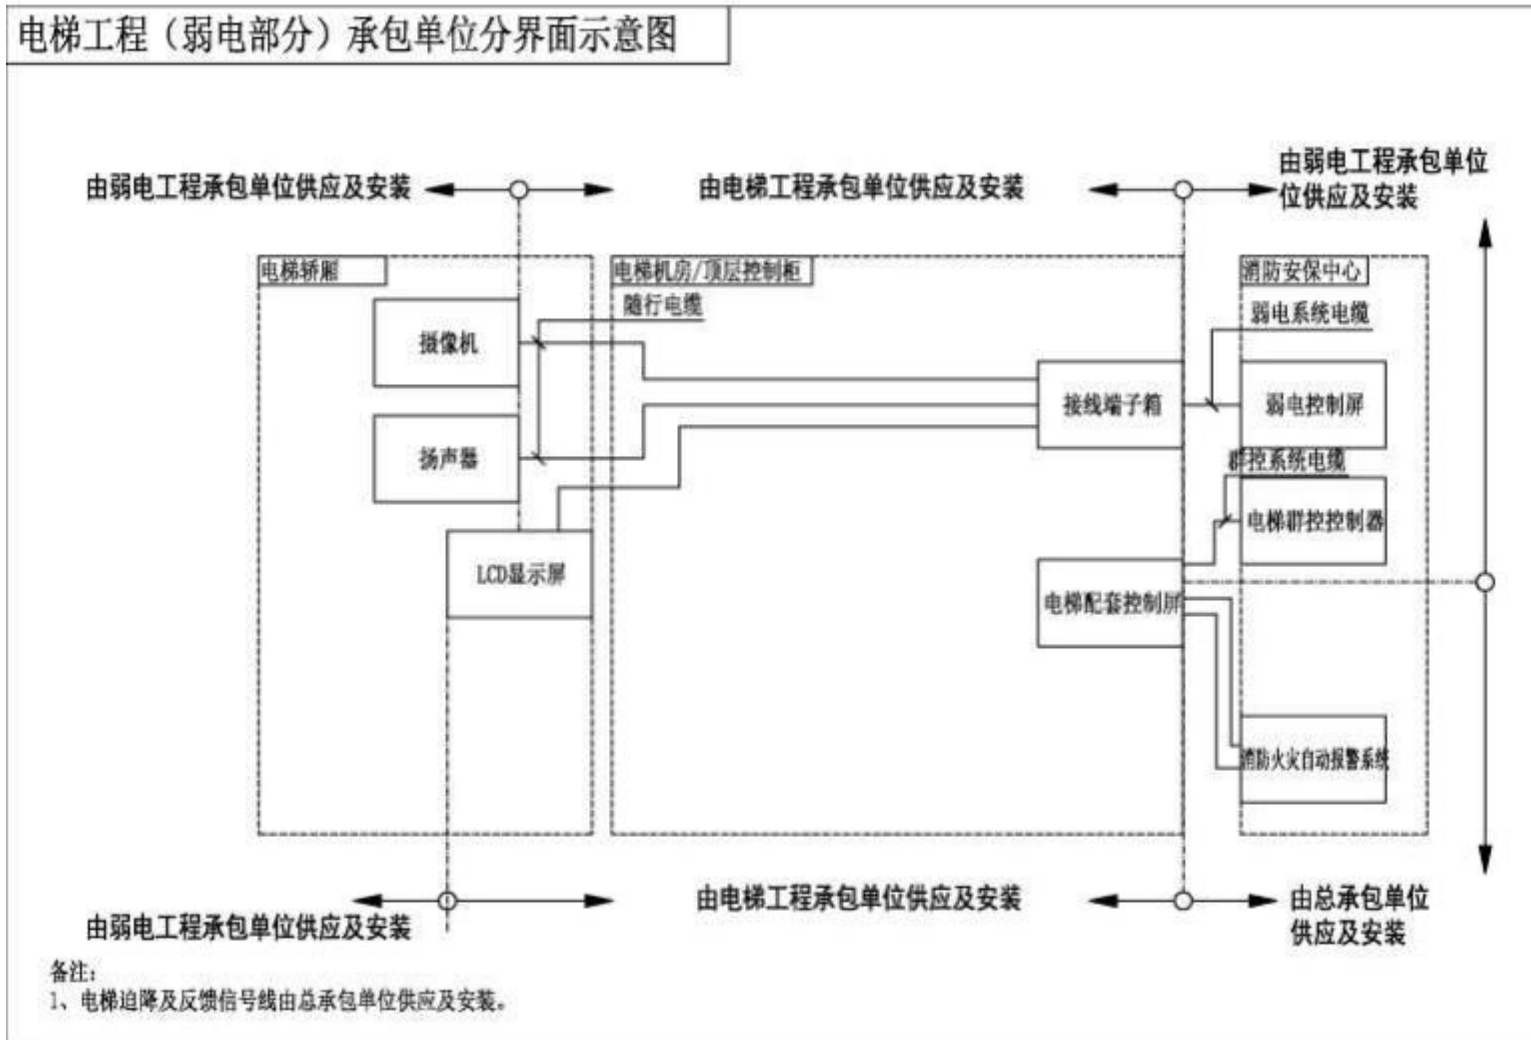 电梯工程（弱电部分）承包单位分界面示意图
由弱电工程承包单位供应及安装
由电梯工程承包单位供应及安装
由弱电工程承包单位
位供应及安装
电梯轿厢
电梯机房/顶层控制柜
消防安保中心
随行电缆
弱电系统电缆
摄像机
接线端子箱
弱电控制屏
扬声器
群控系统电缆
电梯群控控制器
LCD显示屏
电梯配套控制屏
消防火灾自动报警系统
由弱电工程承包单位供应及安装
由电梯工程承包单位供应及安装
由总承包单位
供应及安装
备注：
1、电梯迫降及反馈信号线由总承包单位供应及安装。